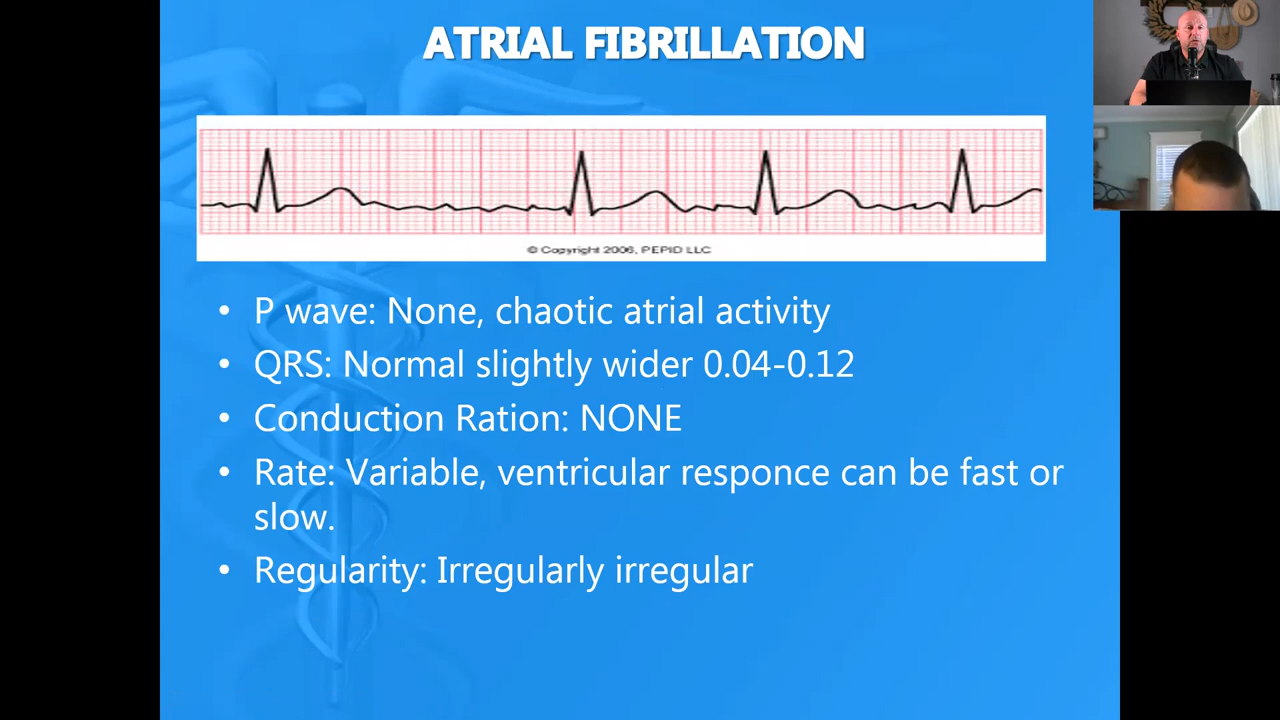 ATRIAL FIBRILLATION
© Copyright 2006, PEPID LLC
• P wave: None, chaotic atrial activity
• QRS: Normal slightly wider 0.04-0.12
• Conduction Ration: NONE
• Rate: Variable, ventricular responce can be fast or
slow.
• Regularity: Irregularly irregular